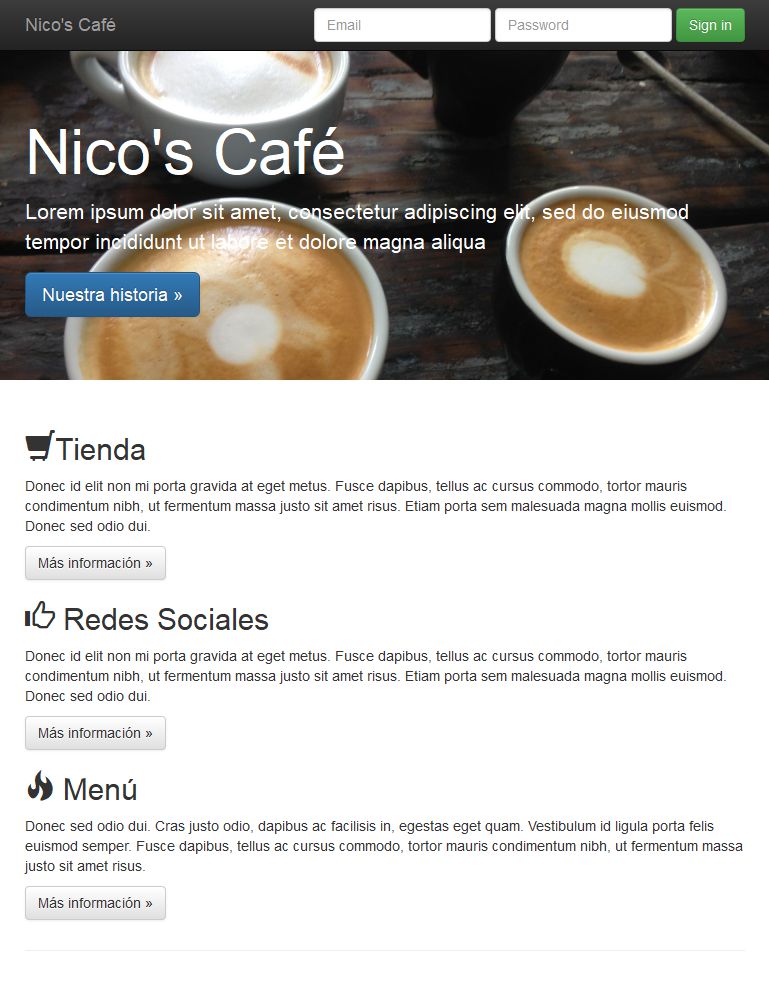 Nico's Café
Email
Password
Sign in
Nico's Café
Lorem ipsum dolor sit amet, consectetur adipiscing elit, sed do eiusmod
tempor incididunt ut labore et dolore magna aliqua
Nuestra historia »
Tienda
Donec id elit non mi porta gravida at eget metus. Fusce dapibus, tellus ac cursus commodo, tortor mauris
condimentum nibh, ut fermentum massa justo sit amet risus. Etiam porta sem malesuada magna mollis euismod.
Donec sed odio dui.
Más información »
Redes Sociales
Donec id elit non mi porta gravida at eget metus. Fusce dapibus, tellus ac cursus commodo, tortor mauris
condimentum nibh, ut fermentum massa justo sit amet risus. Etiam porta sem malesuada magna mollis euismod.
Donec sed odio dui.
Más información »
Menú
Donec sed odio dui. Cras justo odio, dapibus ac facilisis in, egestas eget quam. Vestibulum id ligula porta felis
euismod semper. Fusce dapibus, tellus ac cursus commodo, tortor mauris condimentum nibh, ut fermentum massa
justo sit amet risus.
Más información »